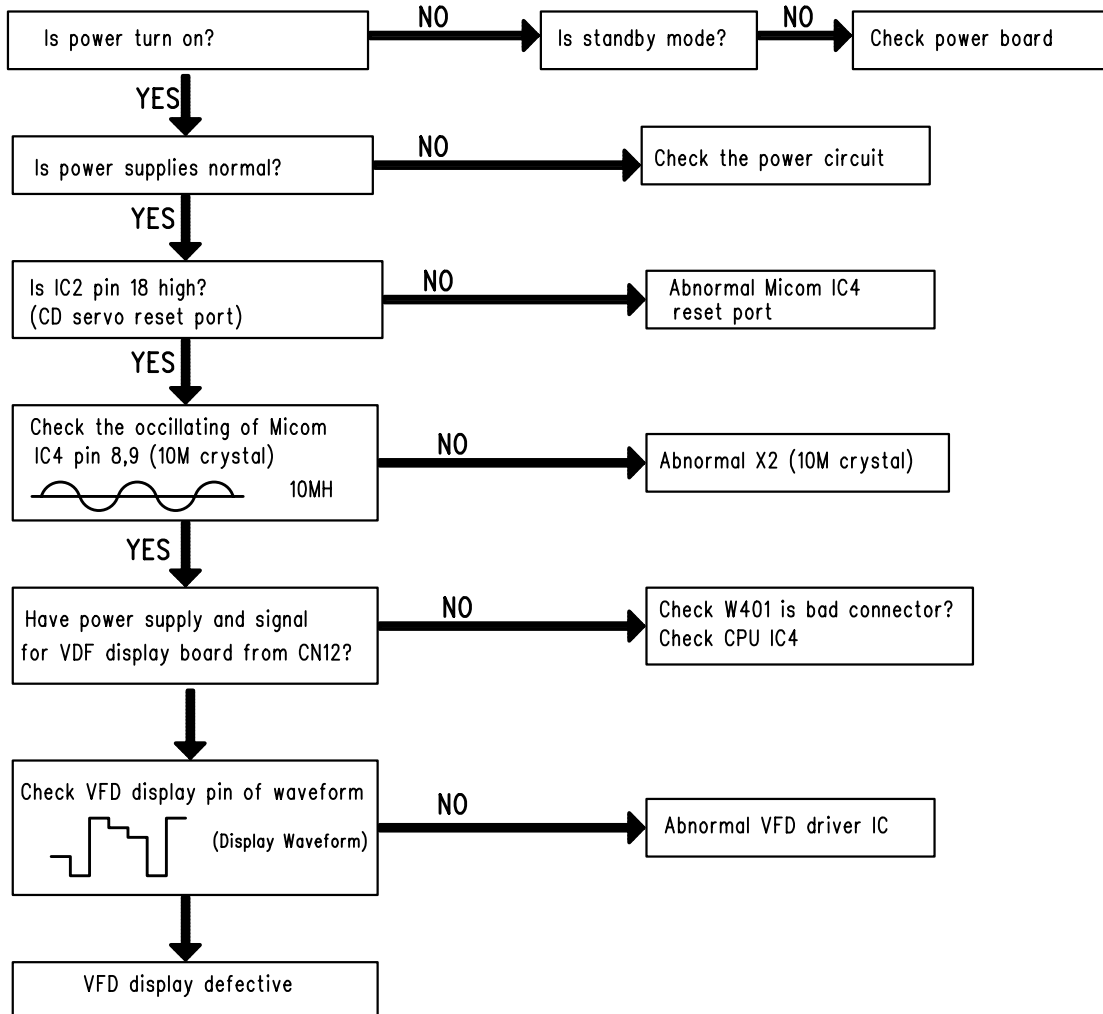 Is power turn on?
NO
Is standby mode?
NO
Check power board
YES
Is power supplies normal?
NO
Check the power circuit
YES
Is IC2 pin 18 high?
(CD servo reset port)
NO
Abnormal Micom IC4
reset port
YES
Check the occillating of Micom
IC4 pin 8,9 (10M crystal)
10MH
NO
Abnormal X2 (10M crystal)
YES
Have power supply and signal
for VDF display board from CN12?
NO
Check W401 is bad connector?
Check CPU IC4
Check VFD display pin of waveform
(Display Waveform)
NO
Abnormal VFD driver IC
VFD display defective